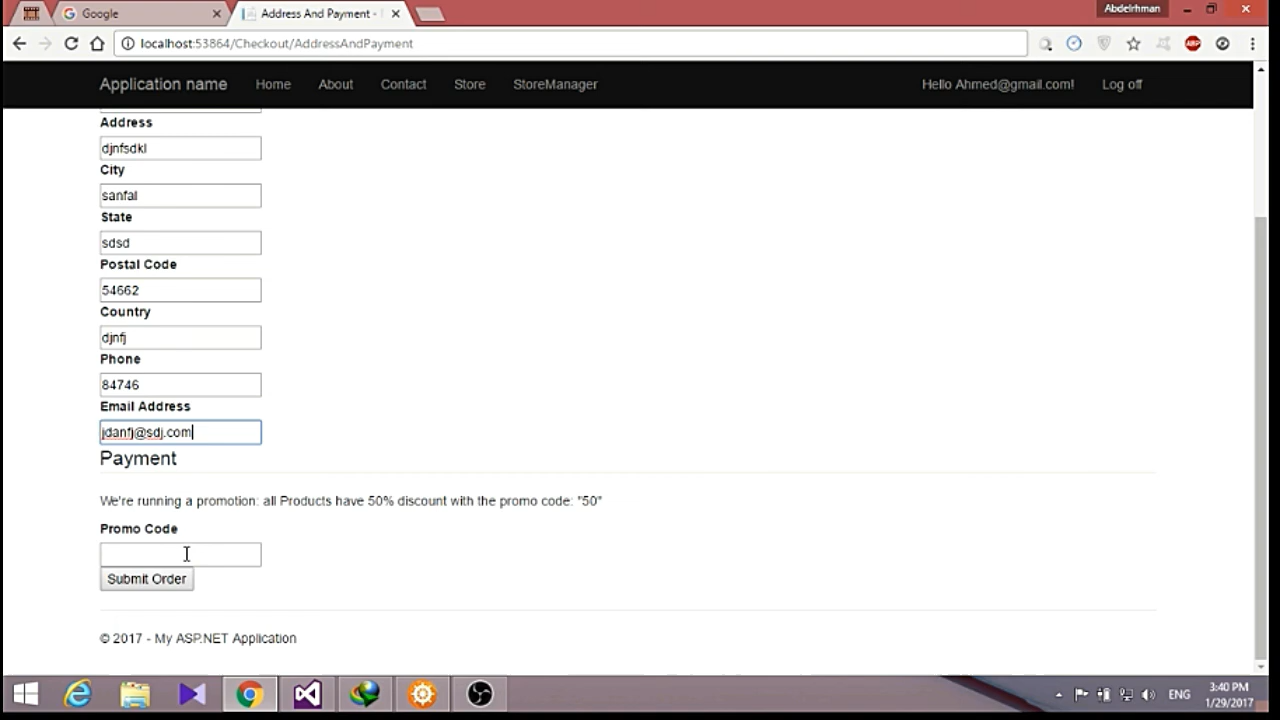 Google
Address And Payment -
Abdelrhman
localhost:53864/Checkout/AddressAndPayment
ABP
Application name Home About Contact Store StoreManager Hello Ahmed@gmail.com! Log off
Address
djnfsdkl
City
sanfal
State
sdsd
Postal Code
54662
Country
djnfj
Phone
84746
Email Address
jdanfj@sdj.com
Payment
We're running a promotion: all Products have 50% discount with the promo code: "50"
Promo Code
Submit Order
© 2017 - My ASP.NET Application
ENG
3:40 PM
1/29/2017